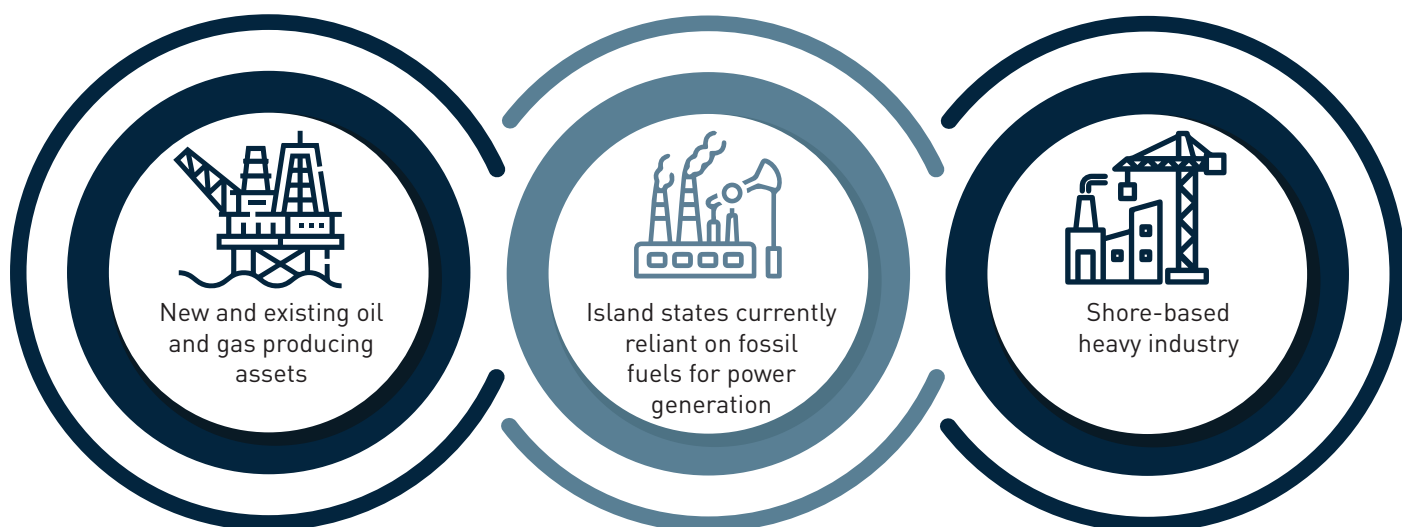 New and existing oil
and gas producing
assets
Island states currently
reliant on fossil
fuels for power
generation
Shore-based
heavy industry